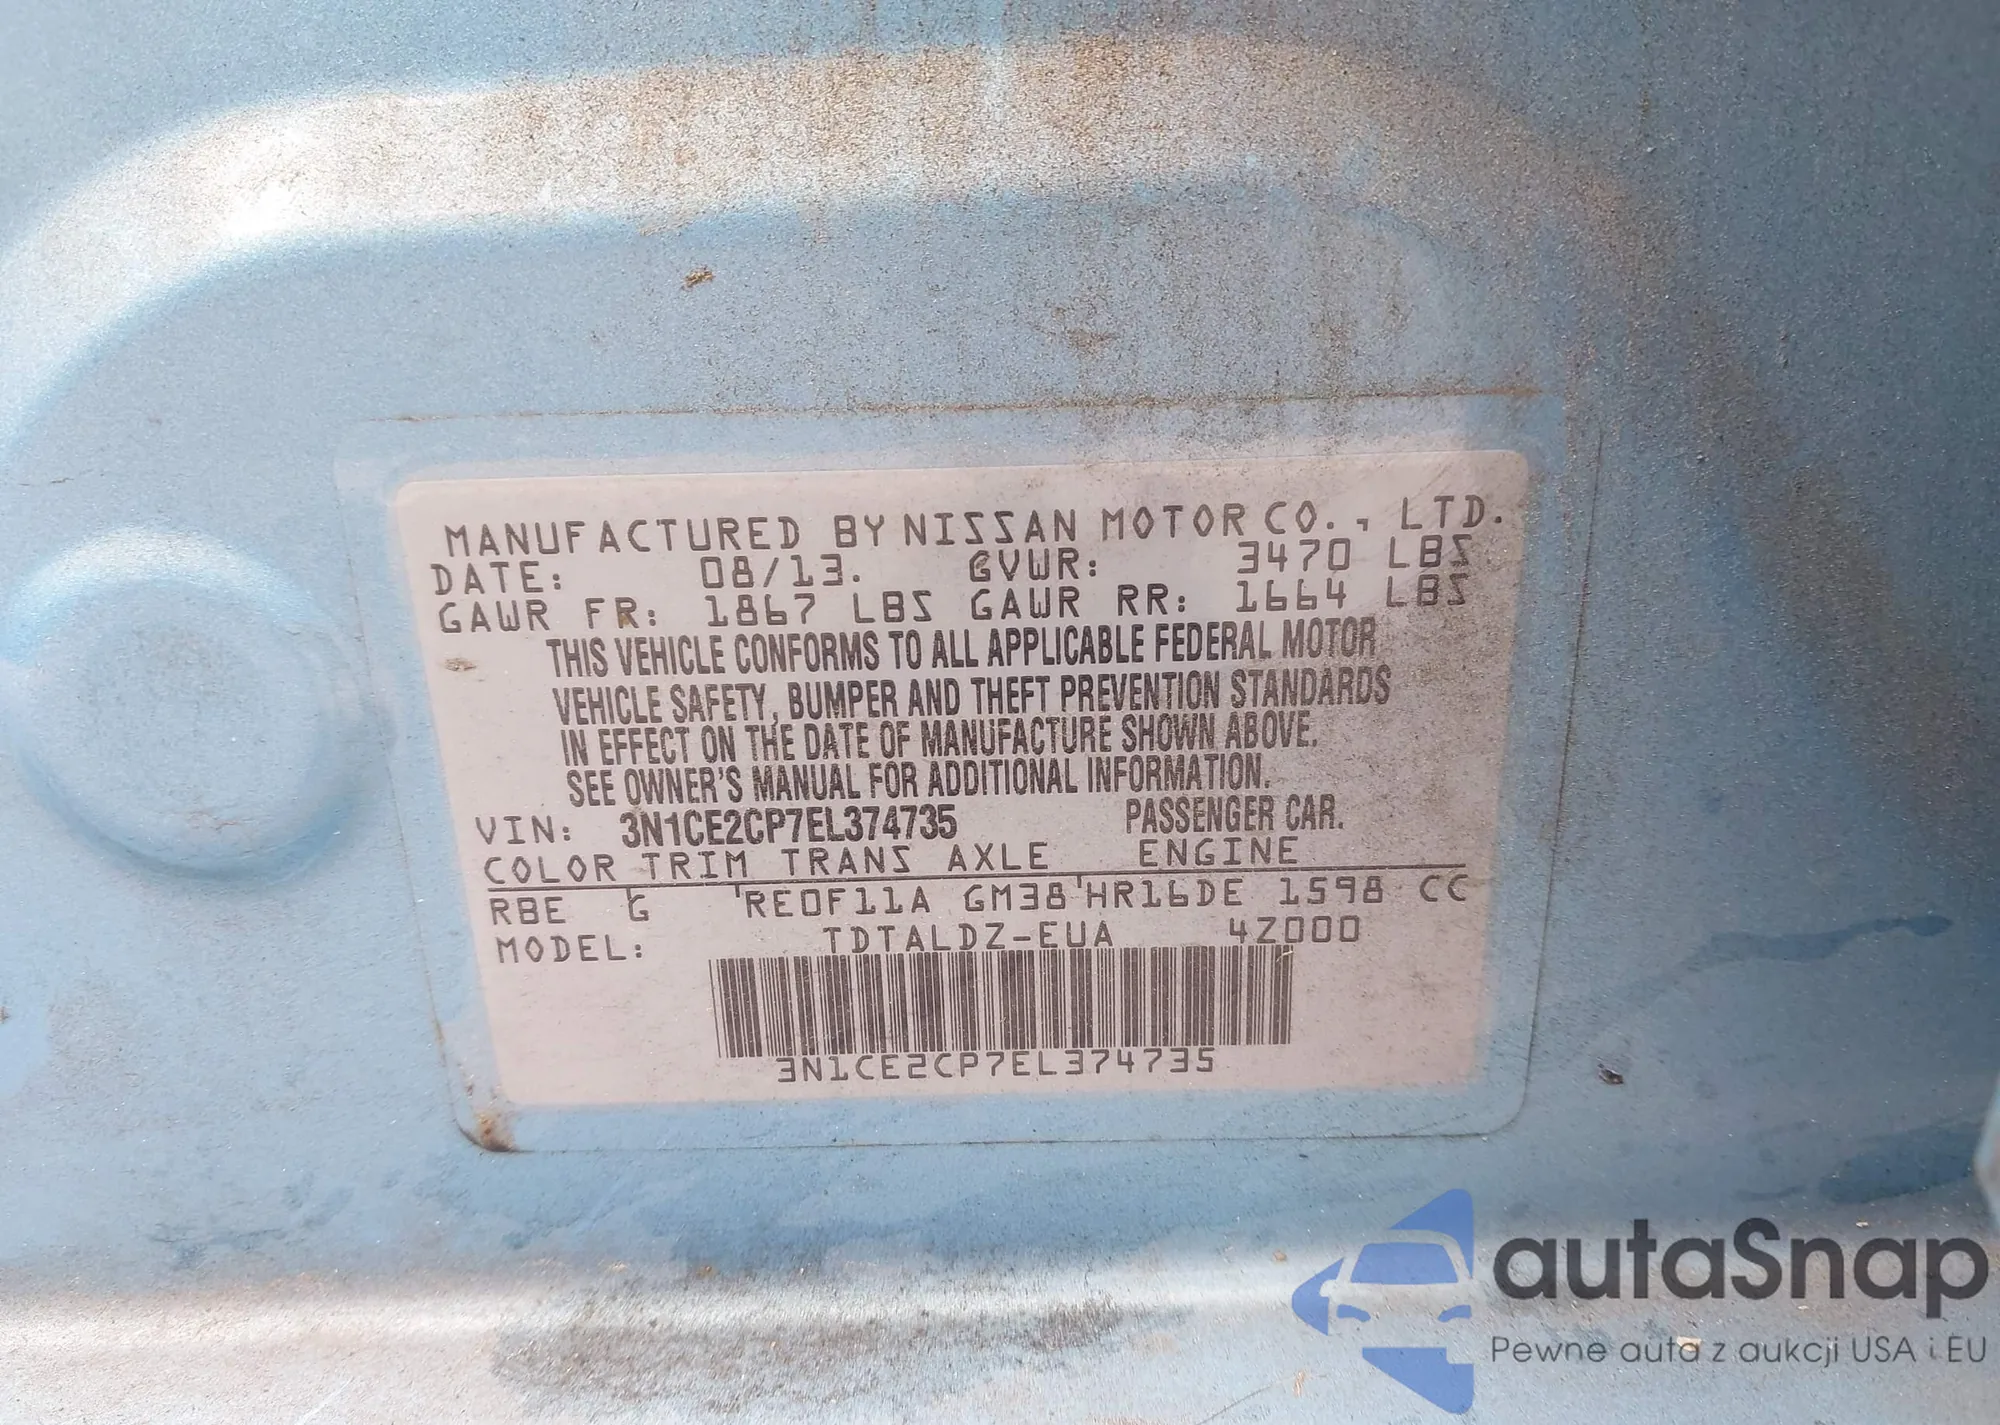 MANUFACTURED BY NISSAN MOTOR CO., LTD.
DATE: 08/13. GVWR: 3470 LBS
GAWR FR: 1867 LBS GAWR RR: 1664 LBS
THIS VEHICLE CONFORMS TO ALL APPLICABLE FEDERAL MOTOR
VEHICLE SAFETY, BUMPER AND THEFT PREVENTION STANDARDS
IN EFFECT ON THE DATE OF MANUFACTURE SHOWN ABOVE.
SEE OWNER'S MANUAL FOR ADDITIONAL INFORMATION.
VIN: 3N1CE2CP7EL374735 PASSENGER CAR.
COLOR TRIM TRANS AXLE ENGINE
RBE G RE0F11A GM38 HR16DE 1598 CC
MODEL: TDTALDZ-EUA 4Z000
3N1CE2CP7EL374735
autaSnap
Pewne auta z aukcji USA i EU